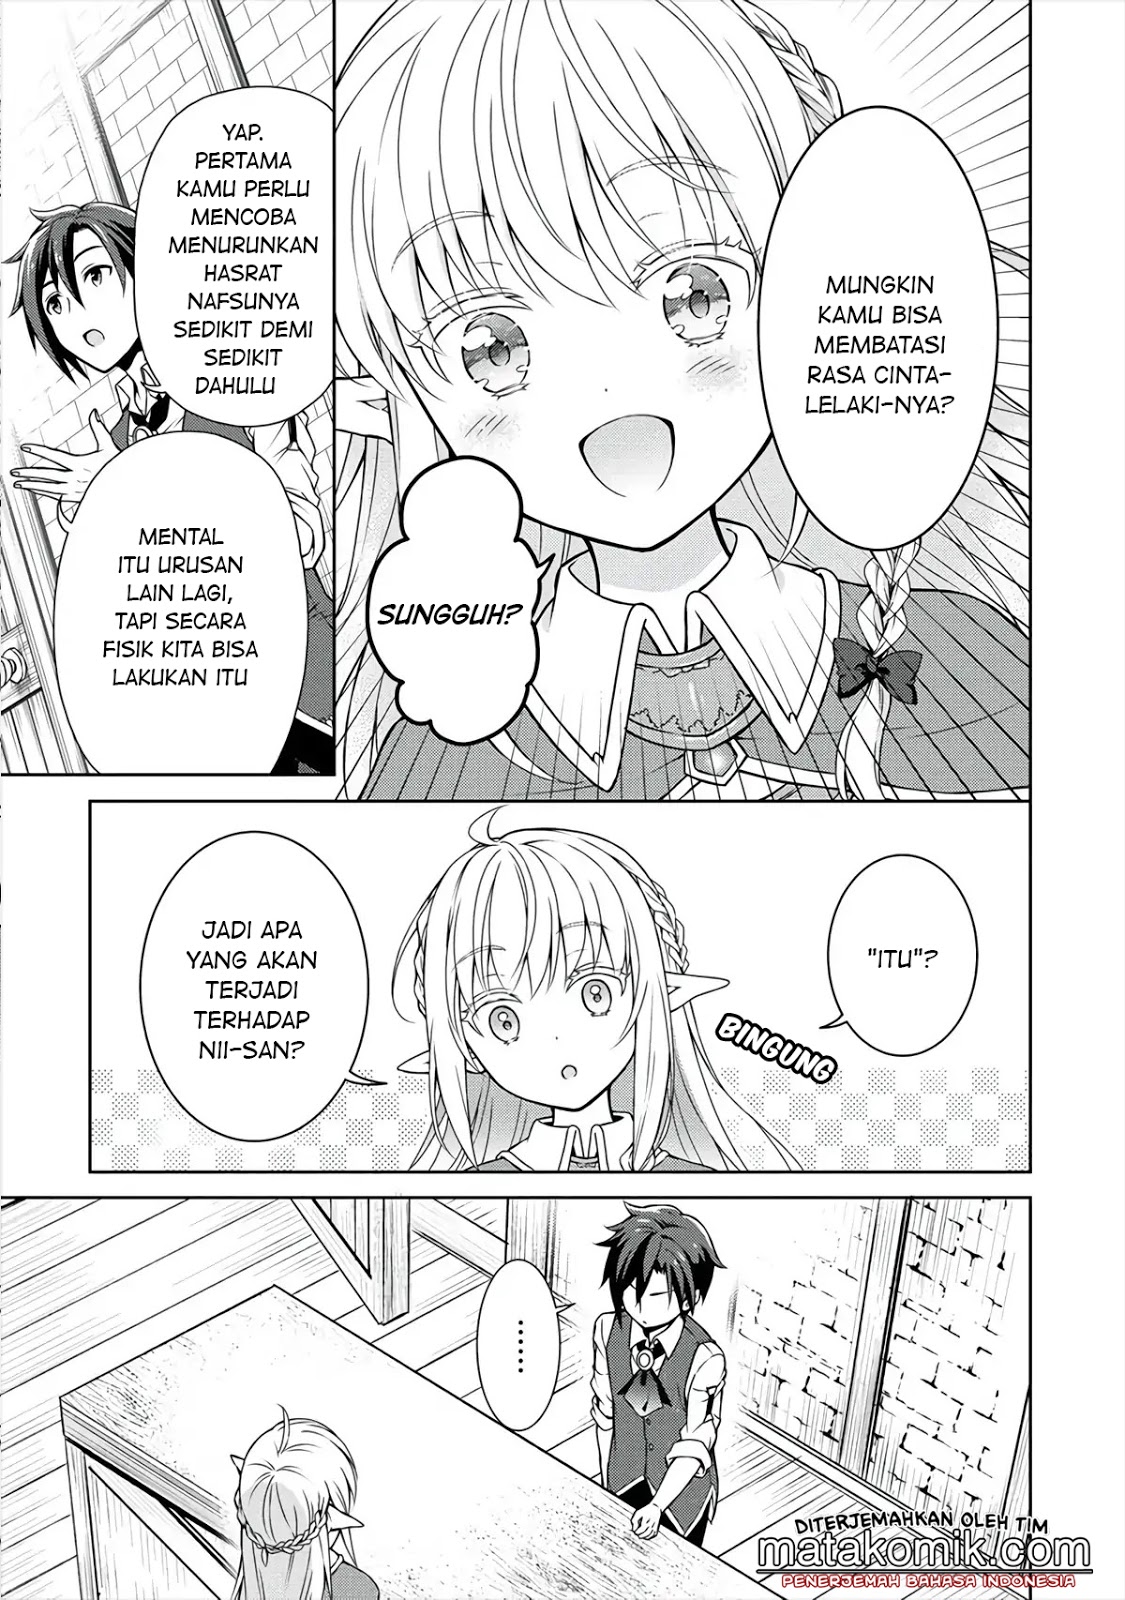 MUNGKIN
KAMU BISA
MEMBATASI
RASA CINTA-
LELAKI-NYA?
SUNGGUH?
YAP.
PERTAMA
KAMU PERLU
MENCOBA
MENURUNKAN
HASRAT
NAFSUNYA
SEDIKIT DEMI
SEDIKIT
DAHULU
MENTAL
ITU URUSAN
LAIN LAGI,
TAPI SECARA
FISIK KITA BISA
LAKUKAN ITU
"ITU"?
BINGUNG
JADI APA
YANG AKAN
TERJADI
TERHADAP
NII-SAN?
......
DITERJEMAHKAN OLEH TIM
matakomik.com
PENERJEMAH BAHASA INDONESIA